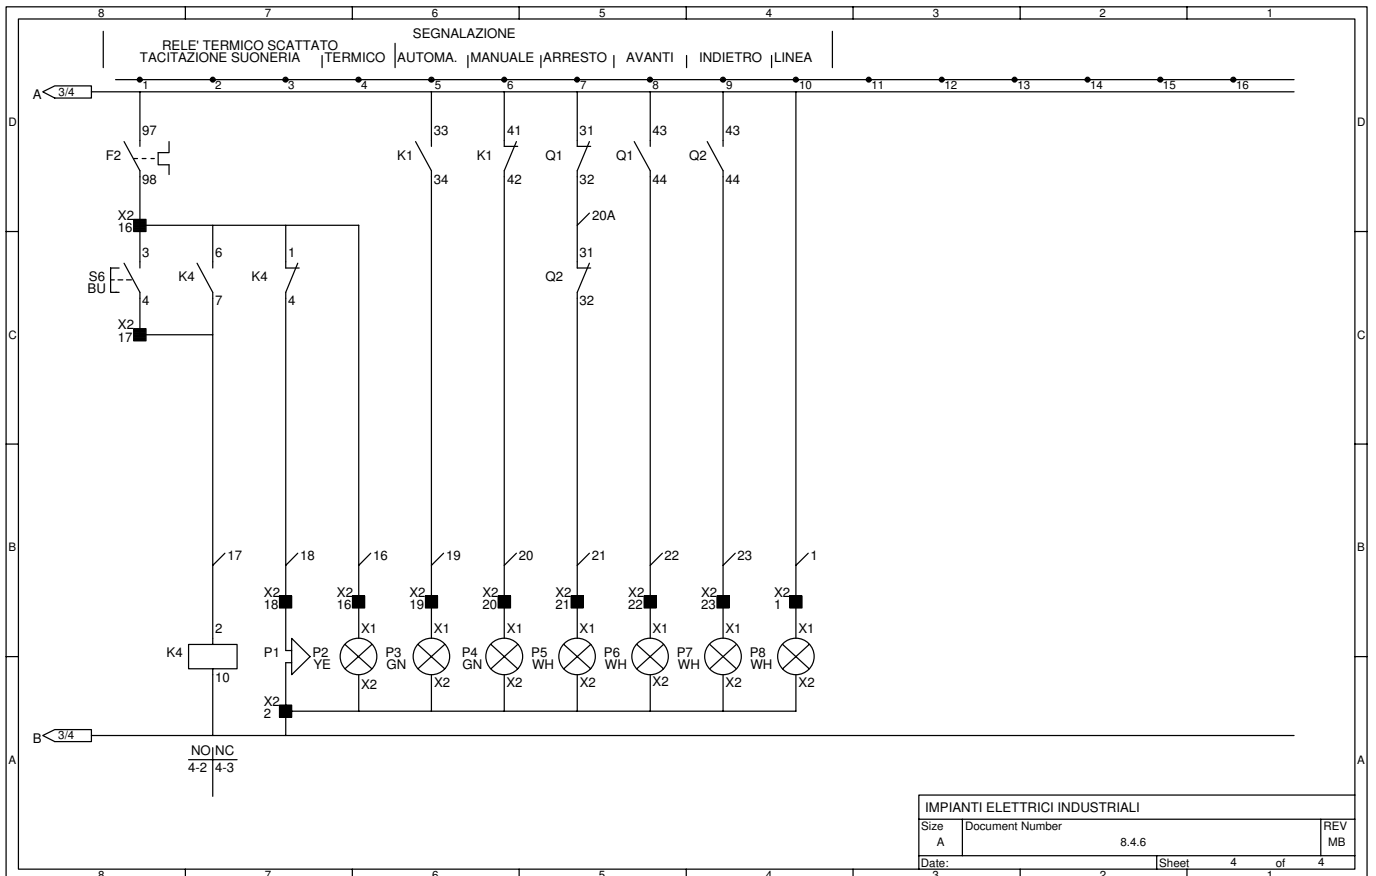 8 7 6 5 4 3 2 1
SEGNALAZIONE
RELE' TERMICO SCATTATO
TACITAZIONE SUONERIA TERMICO AUTOMA. MANUALE ARRESTO AVANTI INDIETRO LINEA
A 3/4 1 2 3 4 5 6 7 8 9 10 11 12 13 14 15 16
D D
97 33 41 31 43 43
F2 K1 K1 Q1 Q1 Q2
98 34 42 32 44 44
X2
16
20A
3 6 1 31
S6
BU
K4 K4 Q2
4 7 4 32
X2
17
C C
B B
17 18 16 19 20 21 22 23 1
X2 X2 X2 X2 X2 X2 X2 X2
18 16 19 20 21 22 23 1
2 X1 X1 X1 X1 X1 X1 X1
K4 P1 P2 P3 P4 P5 P6 P7 P8
YE GN GN WH WH WH WH
10 X2 X2 X2 X2 X2 X2 X2
X2
2
B 3/4
NO NC
4-2 4-3
A A
IMPIANTI ELETTRICI INDUSTRIALI
Size Document Number REV
A 8.4.6 MB
Date: Sheet 4 of 4
8 7 6 5 4 3 2 1